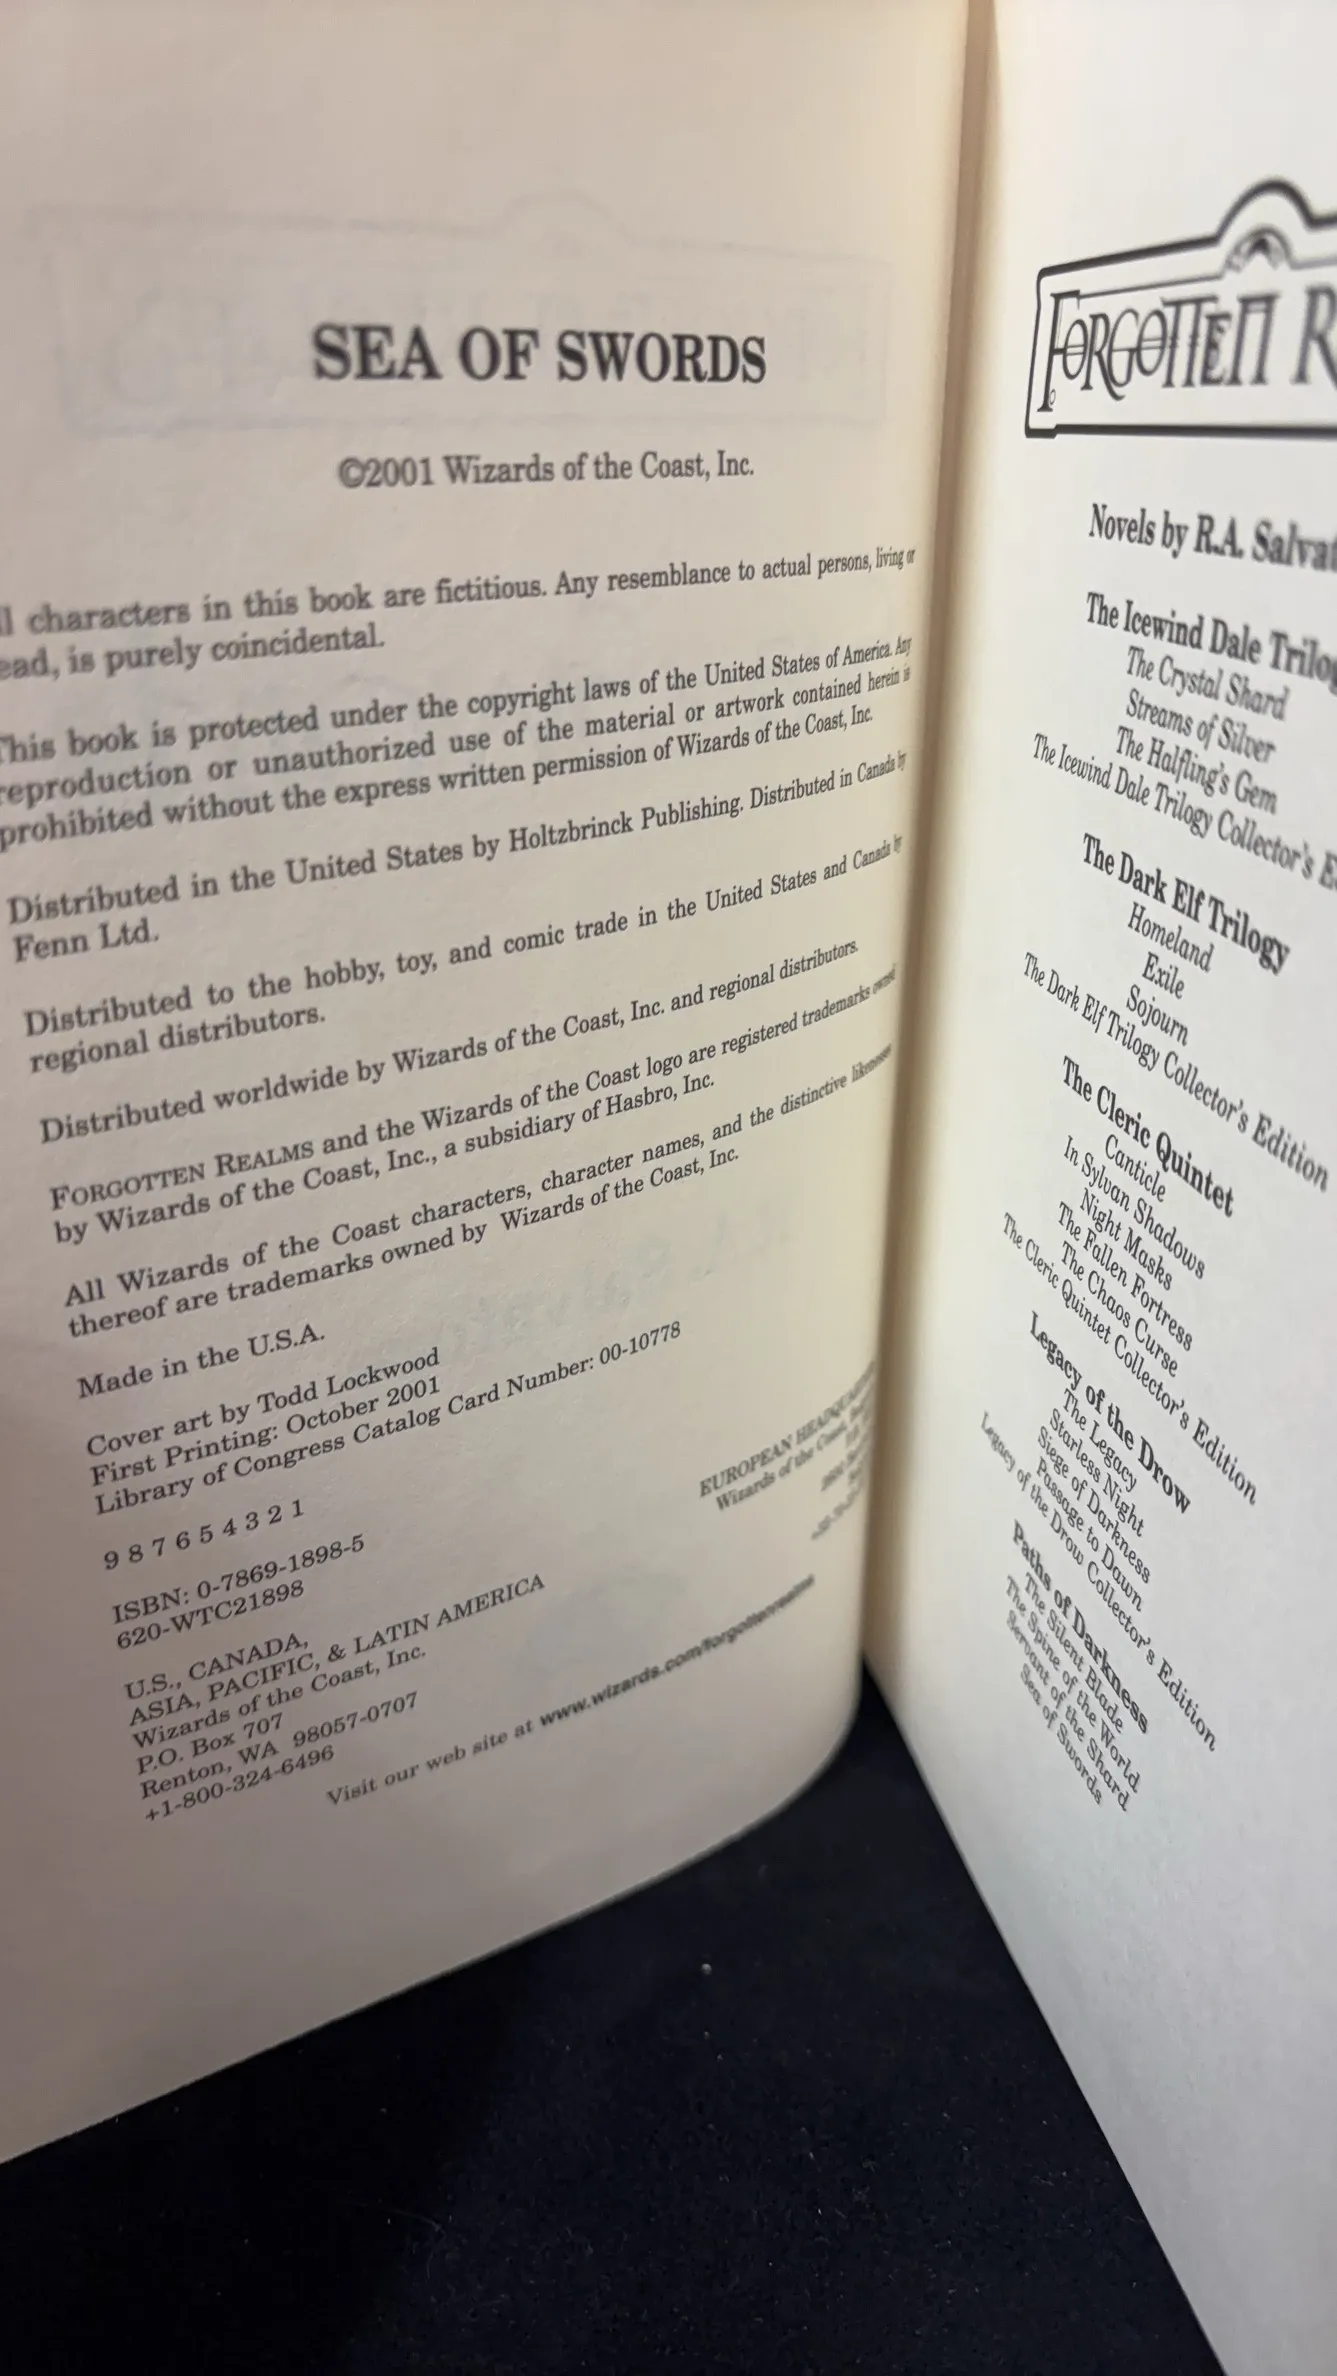 SEA OF SWORDS
©2001 Wizards of the Coast, Inc.
characters in this book are fictitious. Any resemblance to actual persons, living or
is purely coincidental.
This book is protected under the copyright laws of the United States of America. Any
reproduction or unauthorized use of the material or artwork contained herein is
prohibited without the express written permission of Wizards of the Coast, Inc.
Distributed in the United States by Holtzbrinck Publishing. Distributed in Canada by
Fenn Ltd.
Distributed to the hobby, toy, and comic trade in the United States and Canada by
regional distributors.
Distributed worldwide by Wizards of the Coast, Inc. and regional distributors.
FORGOTTEN REALMS and the Wizards of the Coast logo are registered trademarks owned
by Wizards of the Coast, Inc., a subsidiary of Hasbro, Inc.
All Wizards of the Coast characters, character names, and the distinctive likenesses
thereof are trademarks owned by Wizards of the Coast, Inc.
Made in the U.S.A.
Cover art by Todd Lockwood
First Printing: October 2001
Library of Congress Catalog Card Number: 00-10778
9 8 7 6 5 4 3 2 1
ISBN: 0-7869-1898-5
620-WTC21898
U.S., CANADA,
ASIA, PACIFIC, & LATIN AMERICA
Wizards of the Coast, Inc.
P.O. Box 707
Renton, WA 98057-0707
+1-800-324-6496
EUROPEAN HEADQUARTERS
Wizards of the Coast,
Visit our web site at www.wizards.com/forgottenrealms
FORGOTTEN R
Novels by R.A. Salvat
The Icewind Dale Trilog
The Crystal Shard
Streams of Silver
The Halfling's Gem
The Icewind Dale Trilogy Collector's Ed
The Dark Elf Trilogy
Homeland
Exile
Sojourn
The Dark Elf Trilogy Collector's Edition
The Cleric Quintet
Canticle
In Sylvan Shadows
Night Masks
The Fallen Fortress
The Chaos Curse
The Cleric Quintet Collector's Edition
Legacy of the Drow
The Legacy
Starless Night
Siege of Darkness
Passage to Dawn
Legacy of the Drow Collector's Edition
Paths of Darkness
The Silent Blade
The Spine of the World
Servant of the Shard
Sea of Swords